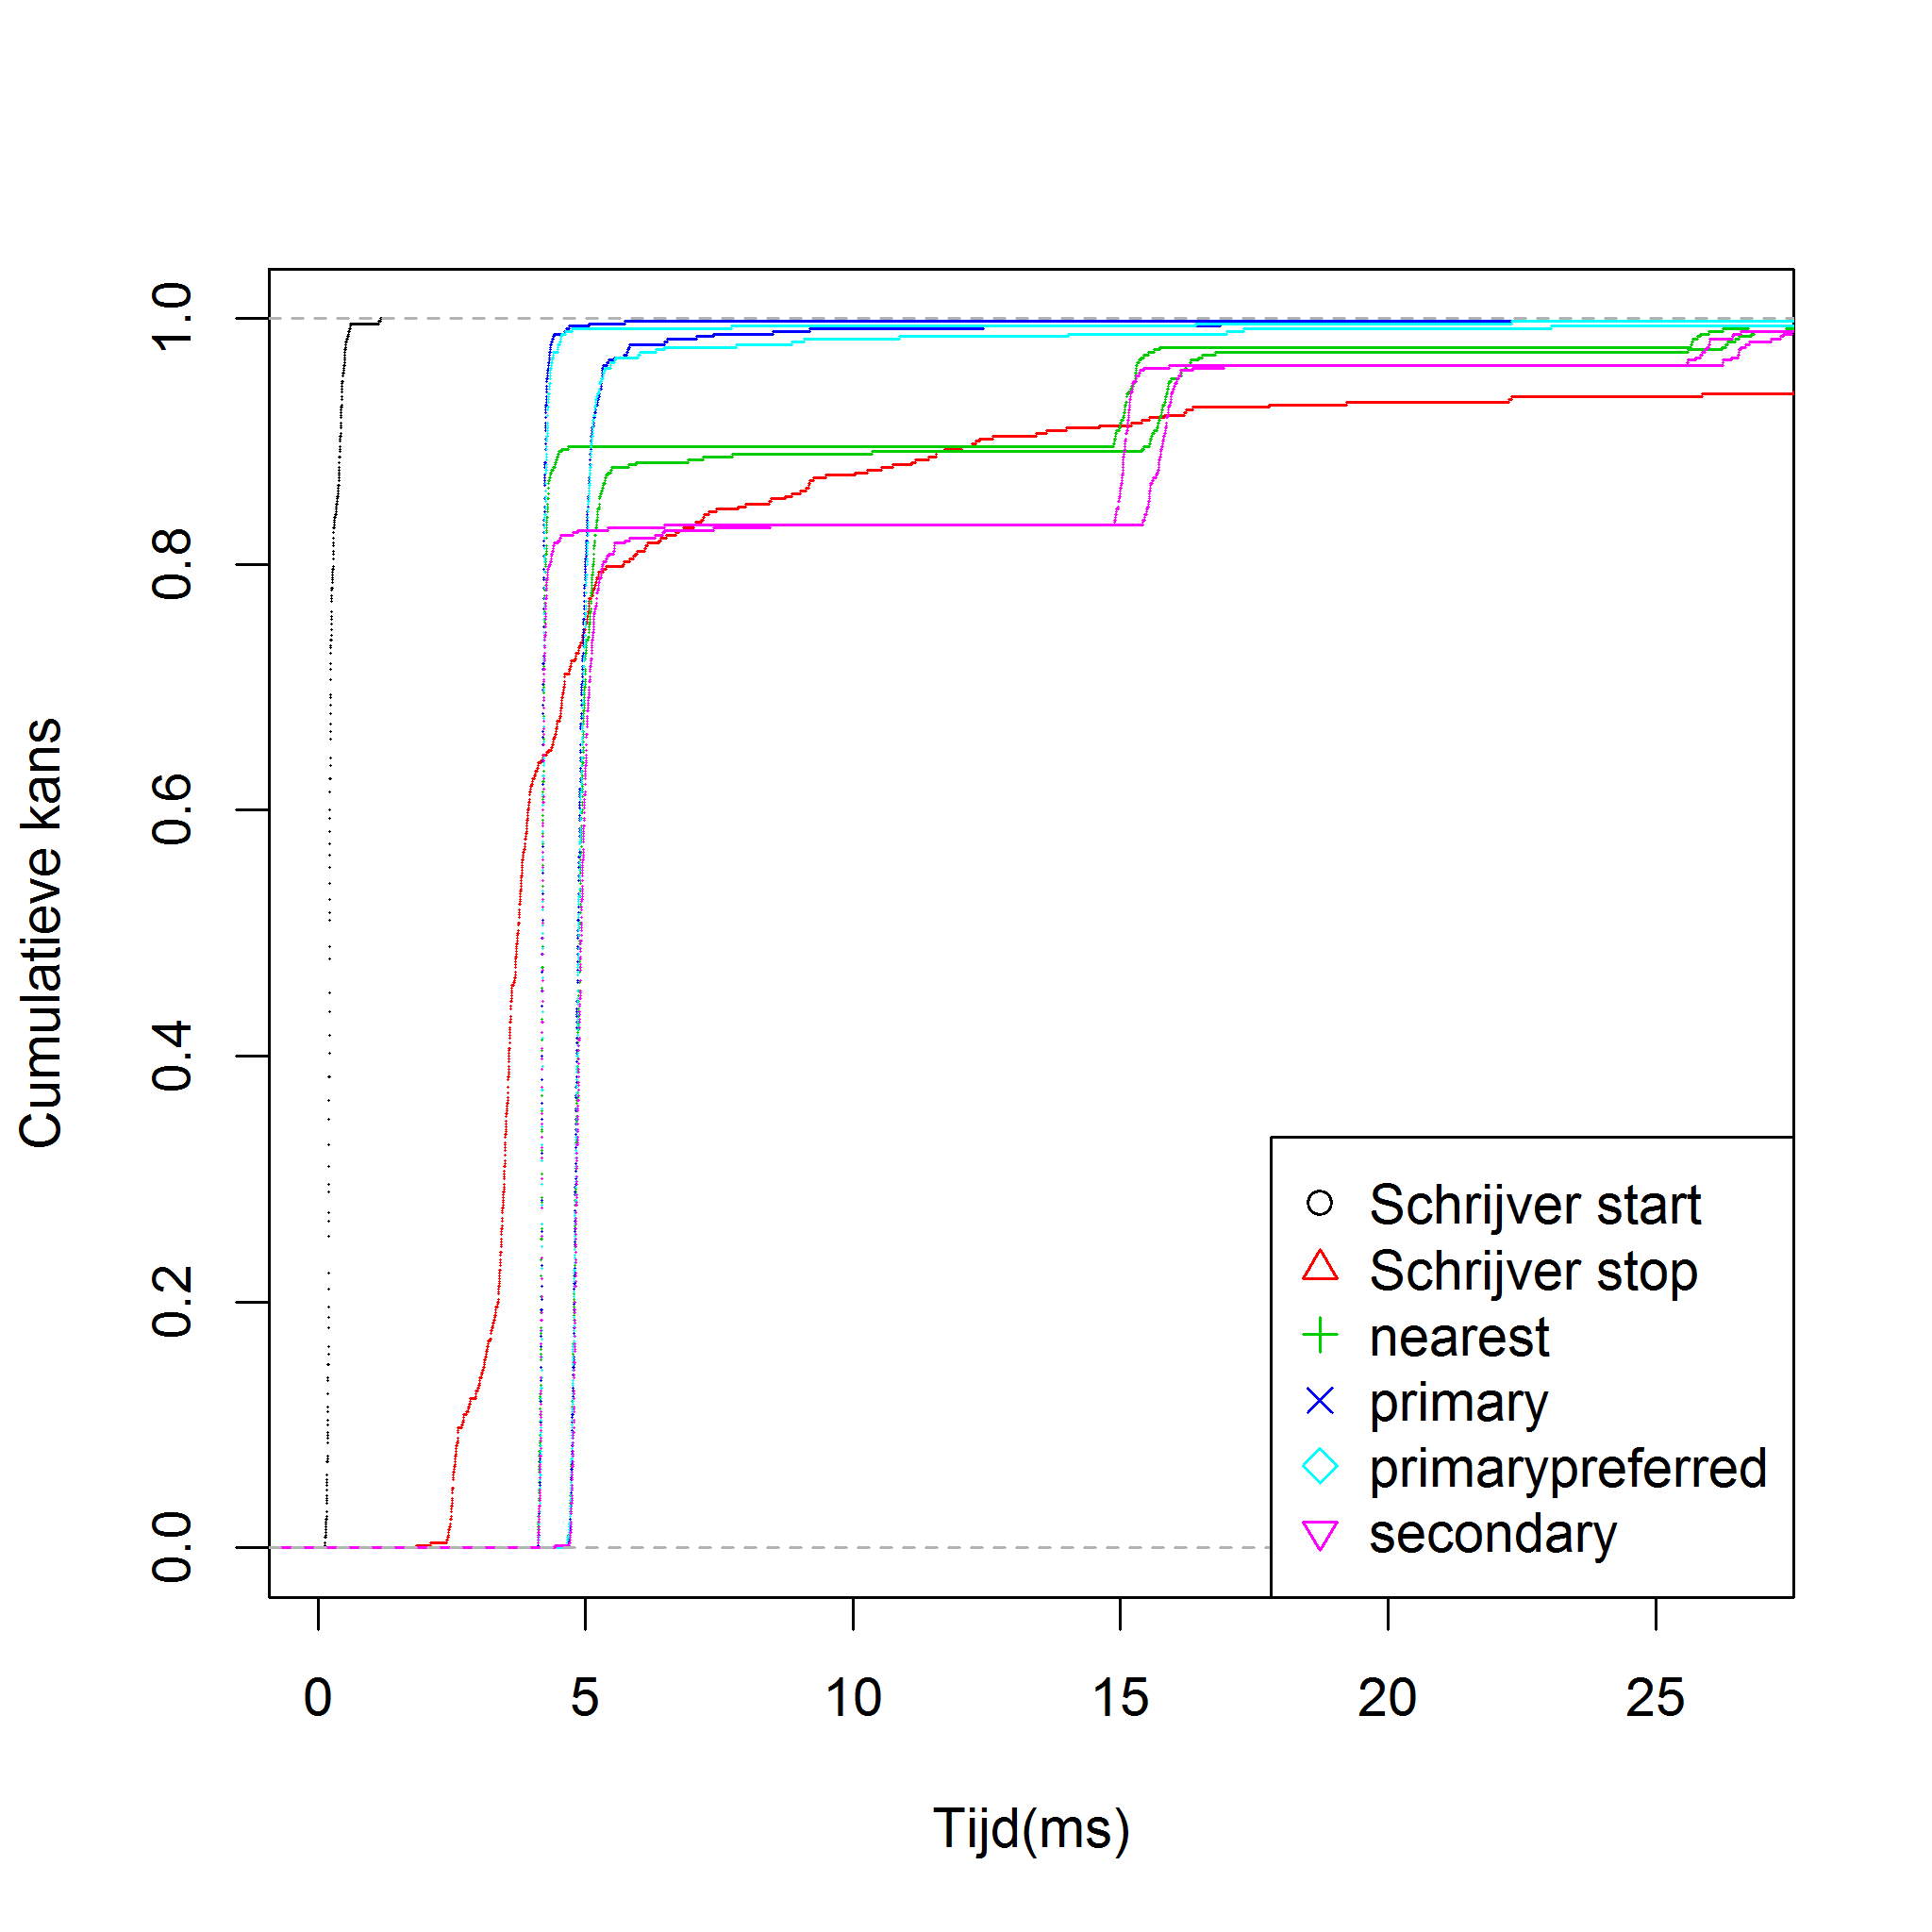 Cumulatieve kans
1.0
0.8
0.6
0.4
0.2
0.0
Schrijver start
Schrijver stop
nearest
primary
primarypreferred
secondary
0 5 10 15 20 25
Tijd(ms)